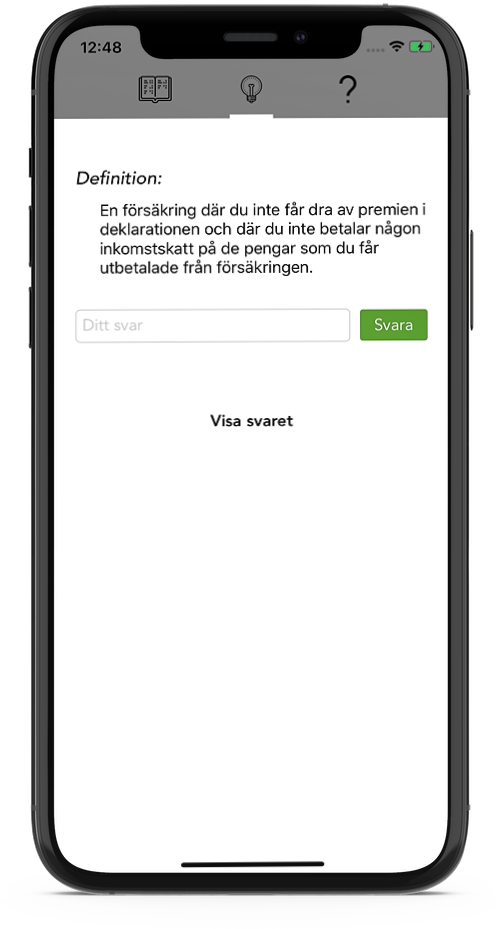 12:48
?
Definition:
En försäkring där du inte får dra av premien i
deklarationen och där du inte betalar någon
inkomstskatt på de pengar som du får
utbetalade från försäkringen.
Ditt svar
Svara
Visa svaret